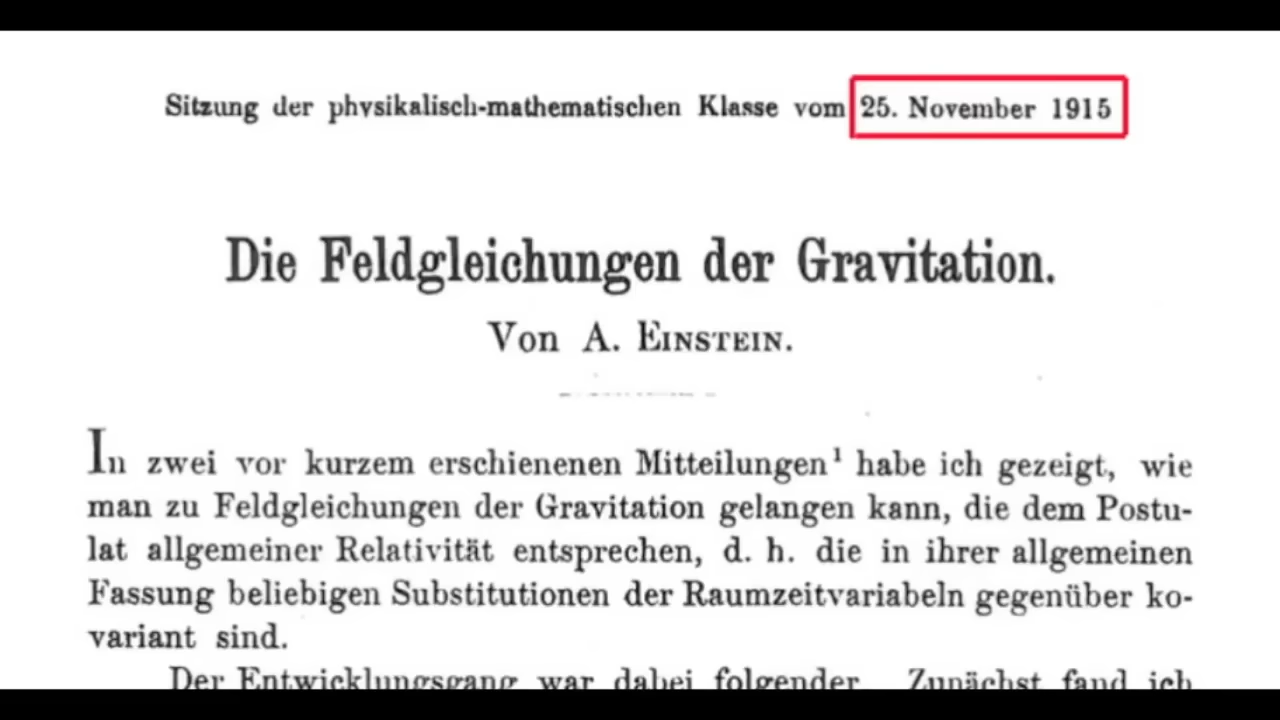 Sitzung der physikalisch-mathematischen Klasse vom 25. November 1915
Die Feldgleichungen der Gravitation.
Von A. Einstein.
In zwei vor kurzem erschienenen Mitteilungen¹ habe ich gezeigt, wie
man zu Feldgleichungen der Gravitation gelangen kann, die dem Postu-
lat allgemeiner Relativität entsprechen, d. h. die in ihrer allgemeinen
Fassung beliebigen Substitutionen der Raumzeitvariabeln gegenüber ko-
variant sind.
Der Entwicklungsgang war dabei folgender. Zunächst fand ich